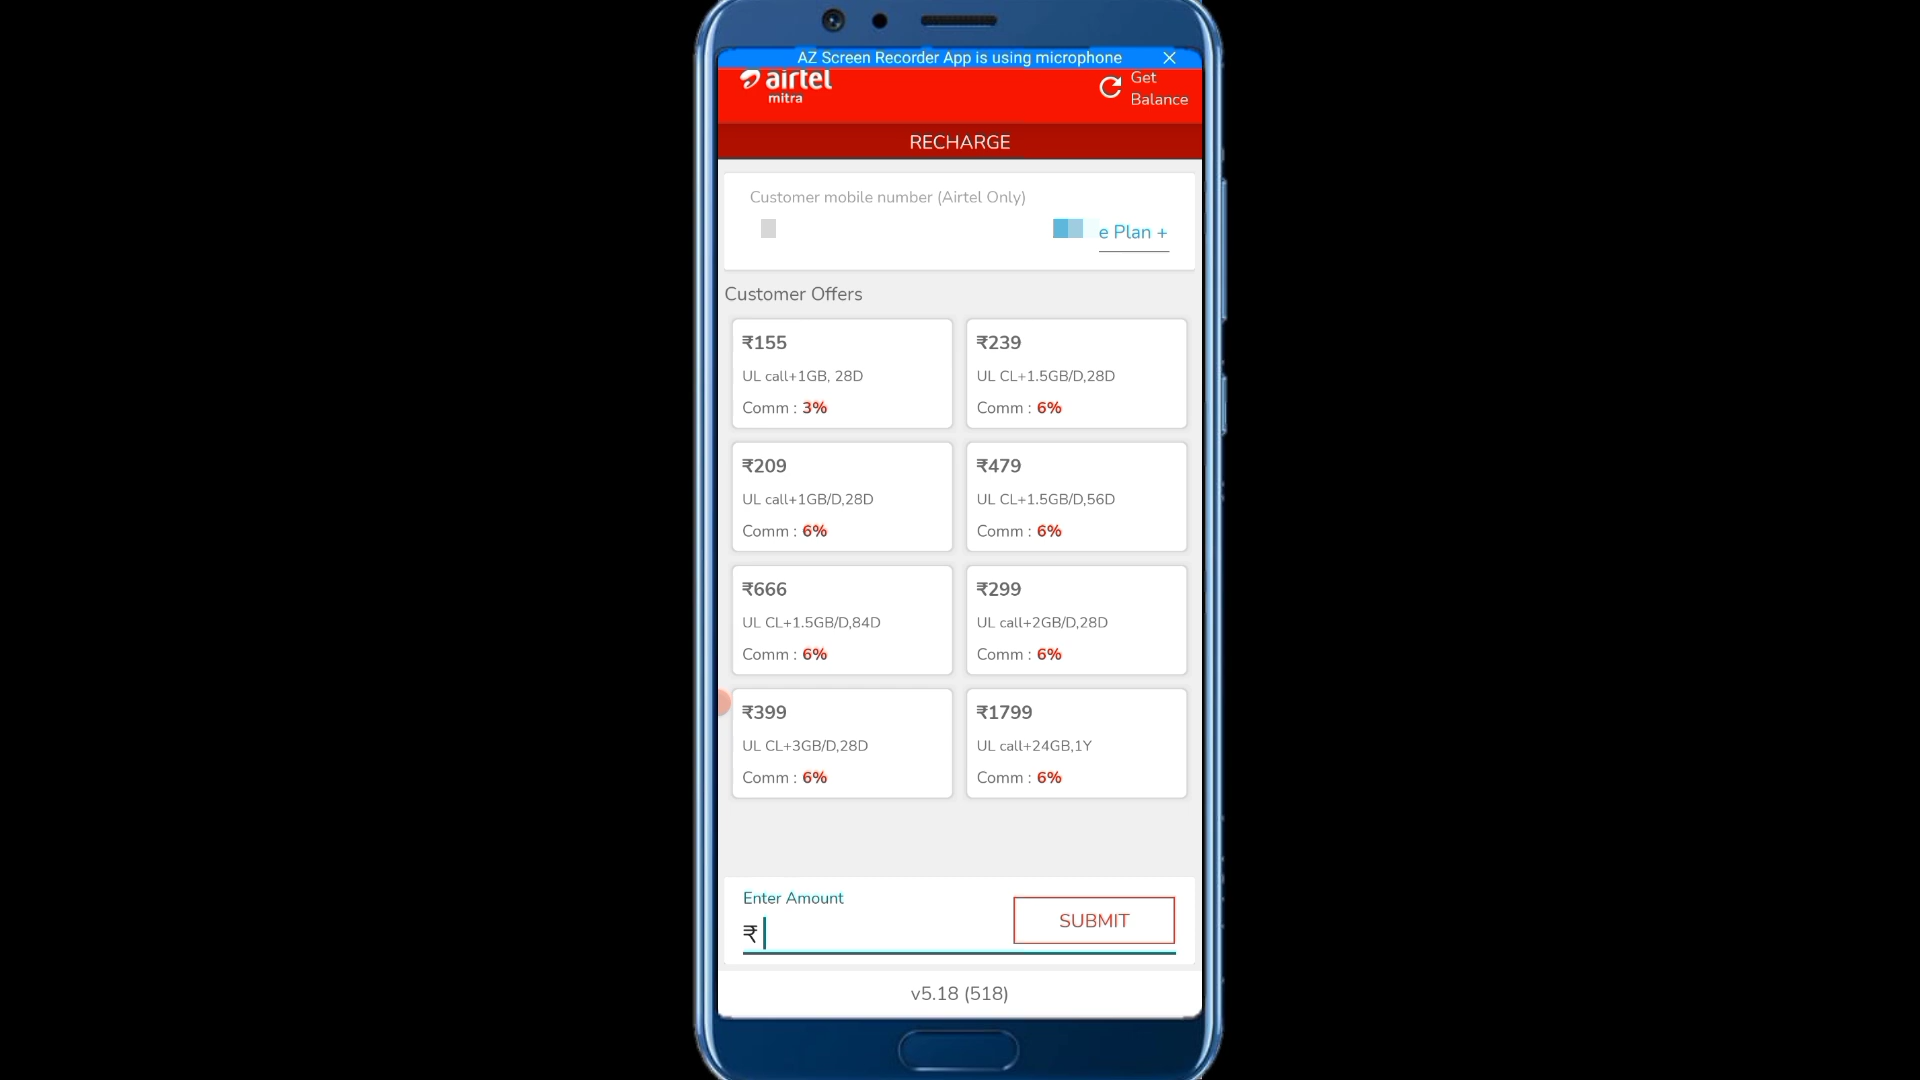 AZ Screen Recorder App is using microphone
airtel
mitra
Get
Balance
RECHARGE
Customer mobile number (Airtel Only)
e Plan +
Customer Offers
₹155
UL call+1GB, 28D
Comm : 3%
₹239
UL CL+1.5GB/D,28D
Comm : 6%
₹209
UL call+1GB/D,28D
Comm : 6%
₹479
UL CL+1.5GB/D,56D
Comm : 6%
₹666
UL CL+1.5GB/D,84D
Comm : 6%
₹299
UL call+2GB/D,28D
Comm : 6%
₹399
UL CL+3GB/D,28D
Comm : 6%
₹1799
UL call+24GB,1Y
Comm : 6%
Enter Amount
₹
SUBMIT
v5.18 (518)